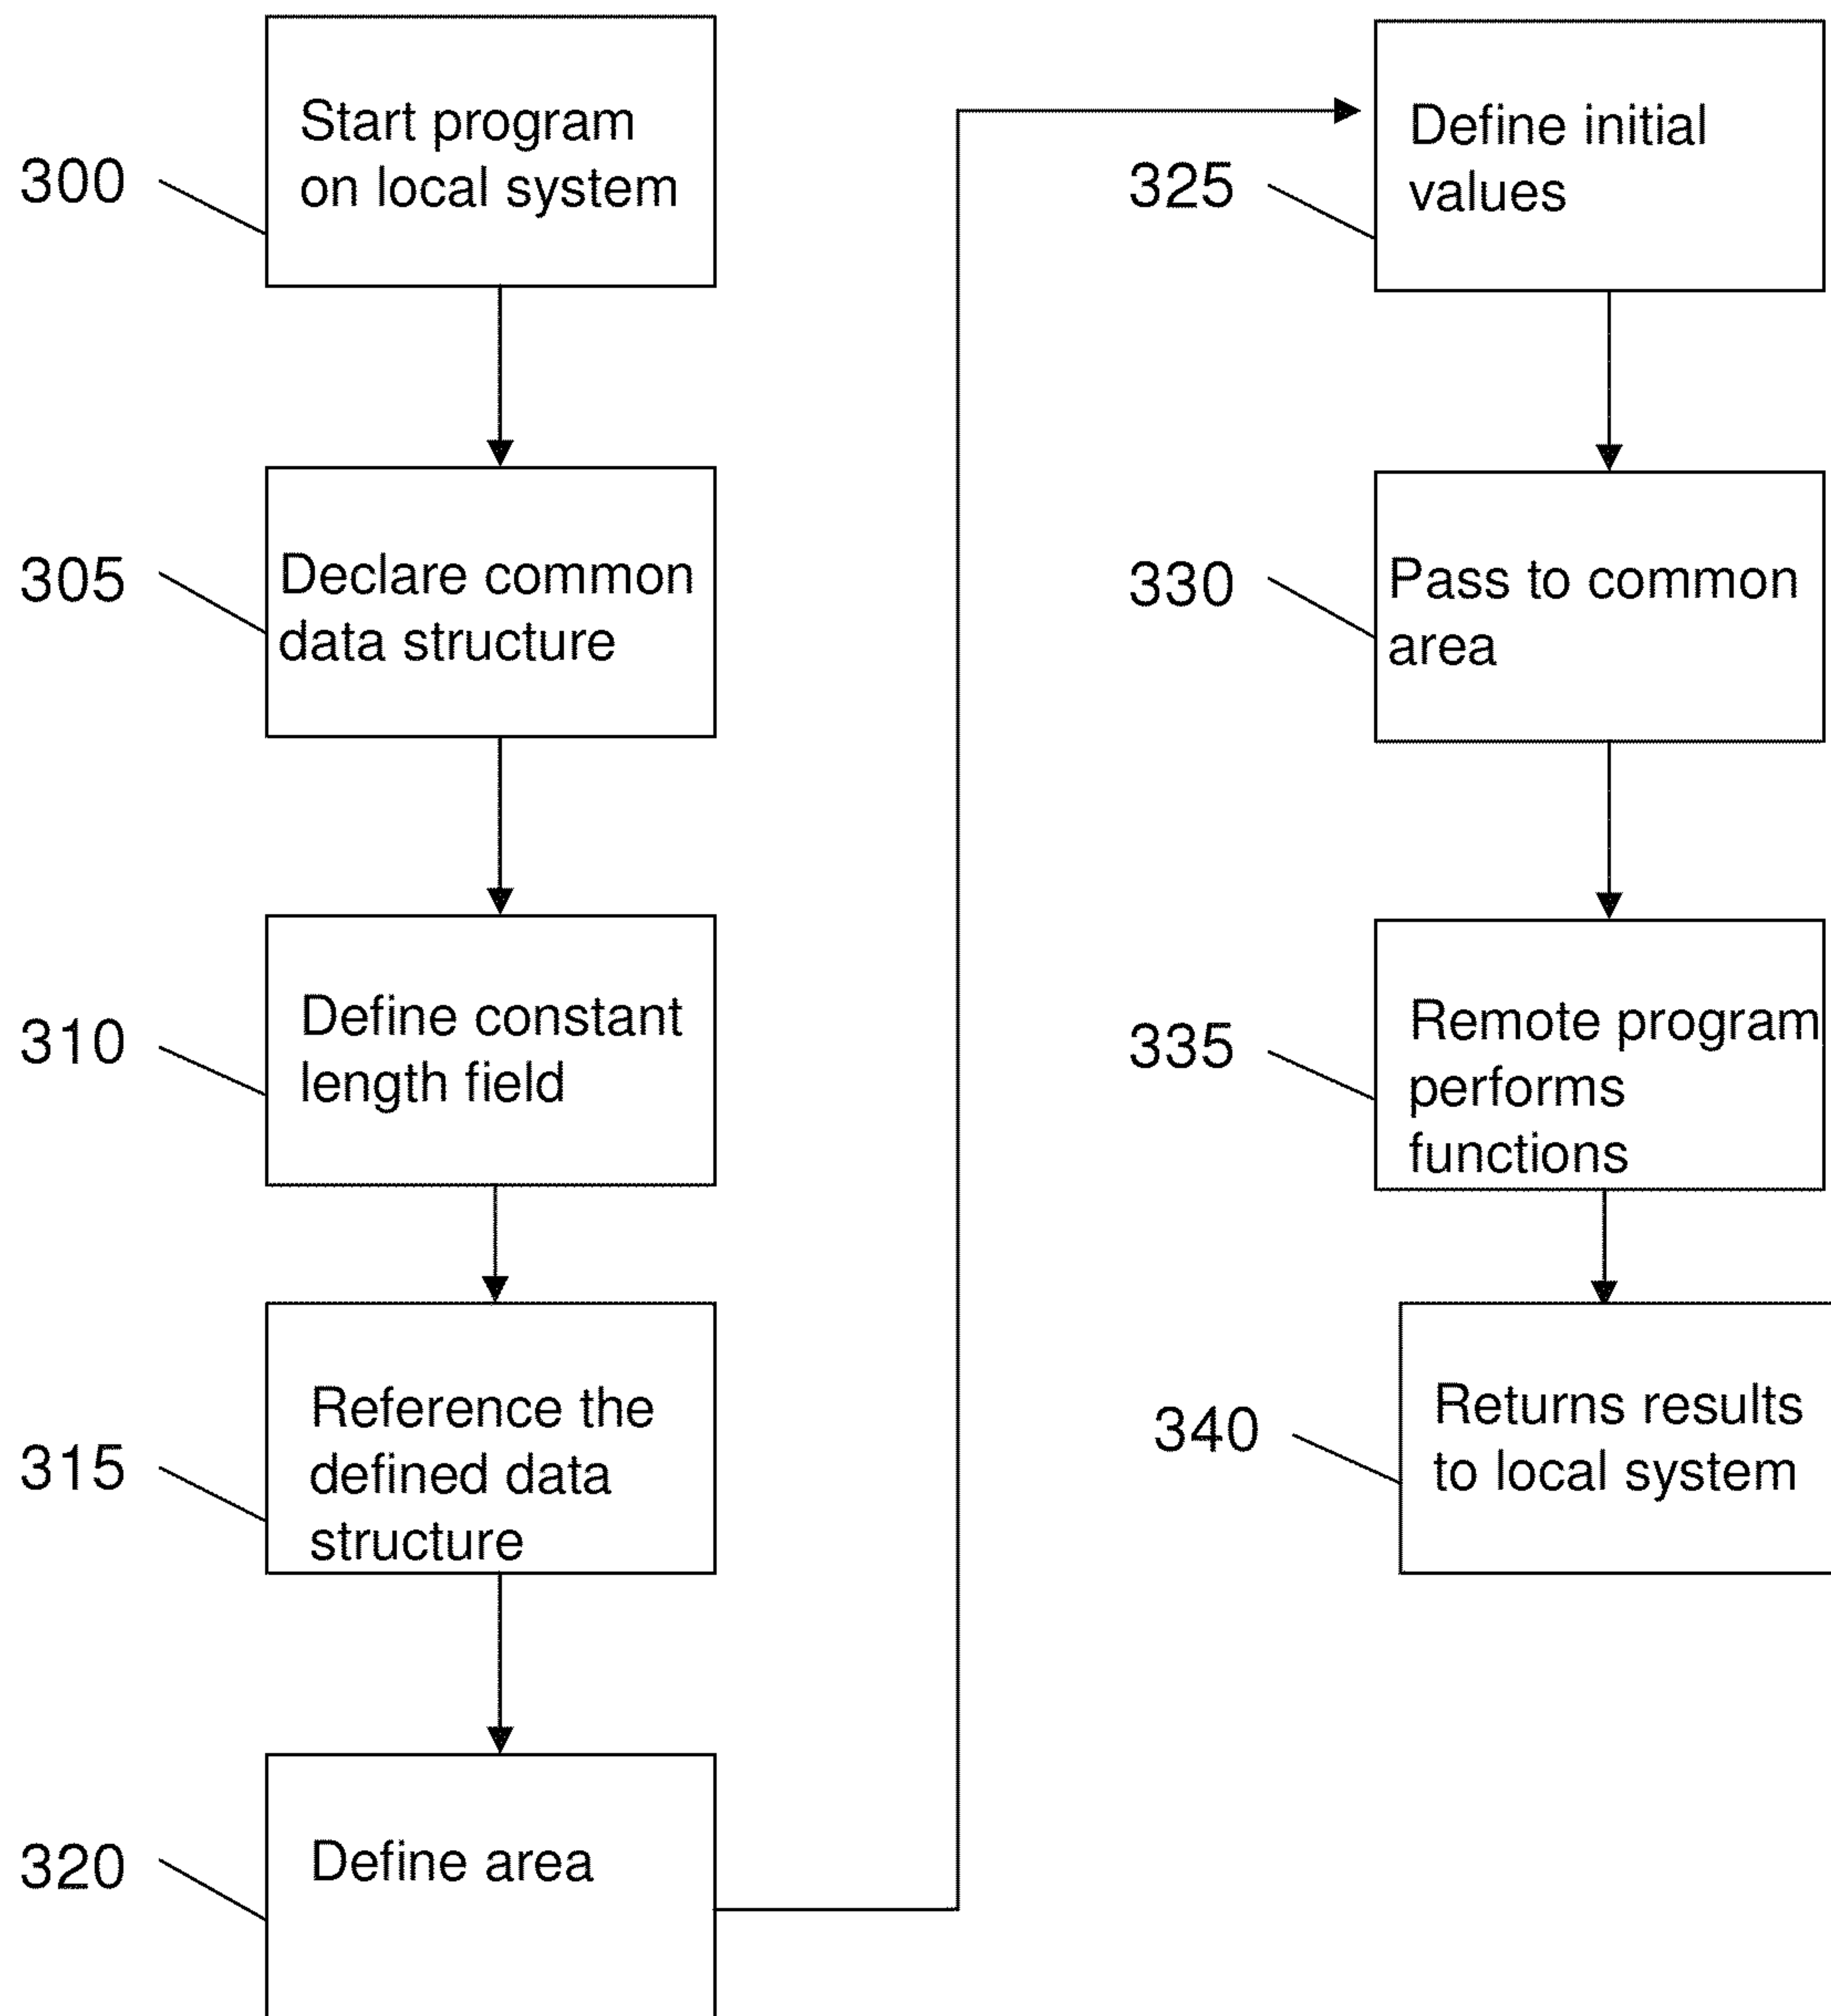 300
Start program
on local system
305
Declare common
data structure
310
Define constant
length field
315
Reference the
defined data
structure
320
Define area
325
Define initial
values
330
Pass to common
area
335
Remote program
performs
functions
340
Returns results
to local system